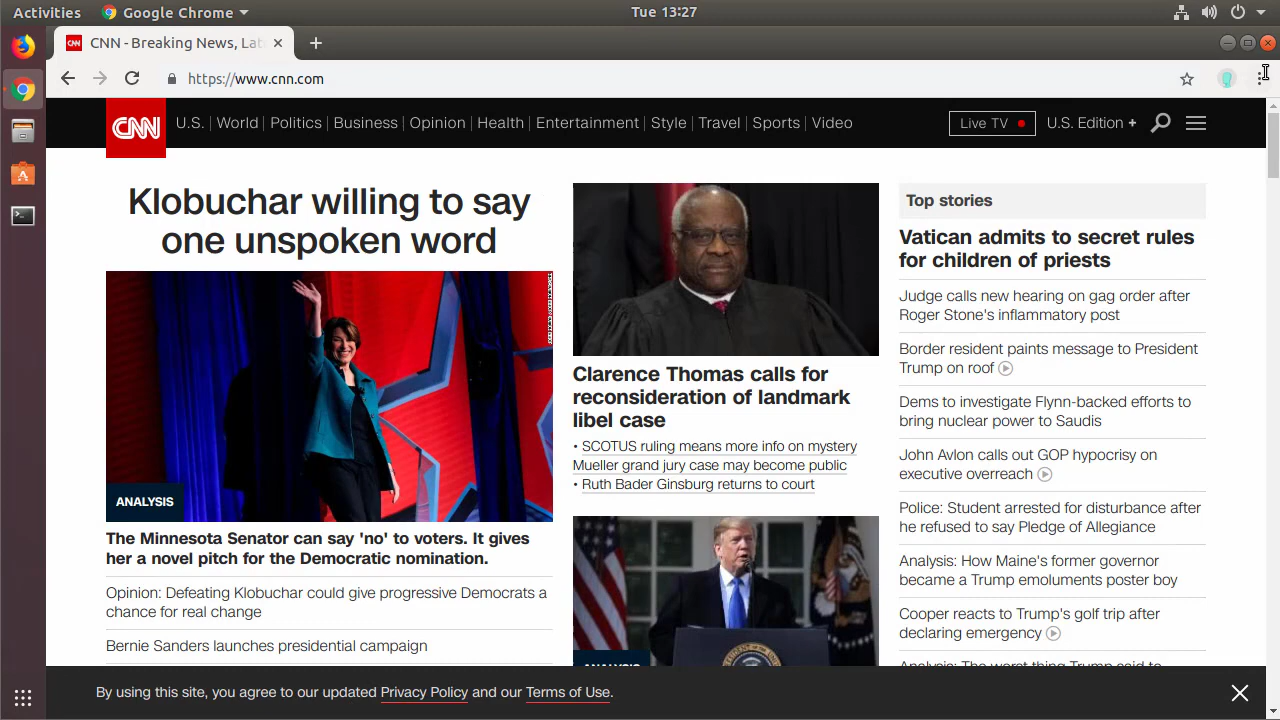 Activities
Google Chrome
Tue 13:27
CNN - Breaking News, Lat
https://www.cnn.com
CNN
U.S. | World | Politics | Business | Opinion | Health | Entertainment | Style | Travel | Sports | Video
Live TV
U.S. Edition +
Klobuchar willing to say
one unspoken word
ANALYSIS
The Minnesota Senator can say 'no' to voters. It gives
her a novel pitch for the Democratic nomination.
Opinion: Defeating Klobuchar could give progressive Democrats a
chance for real change
Bernie Sanders launches presidential campaign
Clarence Thomas calls for
reconsideration of landmark
libel case
• SCOTUS ruling means more info on mystery
Mueller grand jury case may become public
• Ruth Bader Ginsburg returns to court
ANALYSIS
Top stories
Vatican admits to secret rules
for children of priests
Judge calls new hearing on gag order after
Roger Stone's inflammatory post
Border resident paints message to President
Trump on roof
Dems to investigate Flynn-backed efforts to
bring nuclear power to Saudis
John Avlon calls out GOP hypocrisy on
executive overreach
Police: Student arrested for disturbance after
he refused to say Pledge of Allegiance
Analysis: How Maine's former governor
became a Trump emoluments poster boy
Cooper reacts to Trump's golf trip after
declaring emergency
Analysis: The worst thing Trump said to
By using this site, you agree to our updated Privacy Policy and our Terms of Use.